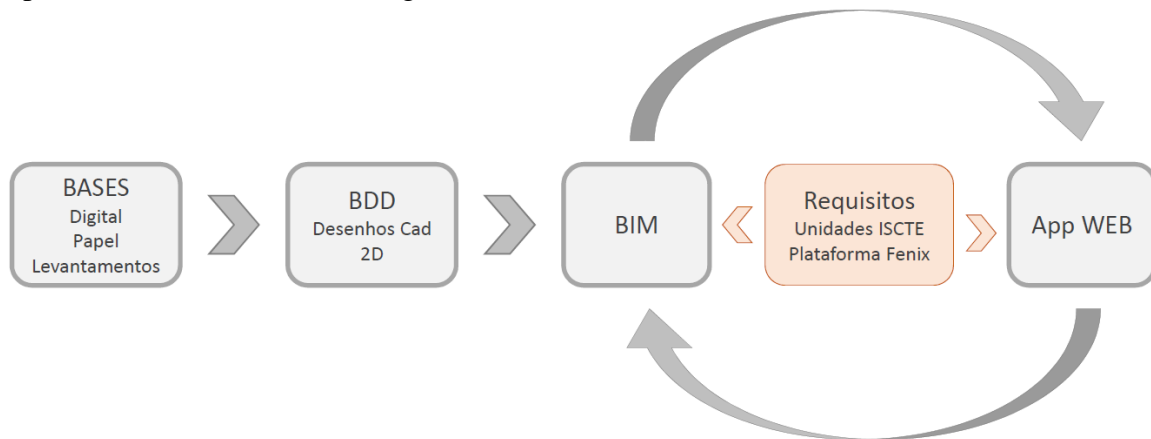 BASES
Digital
Papel
Levantamentos
BDD
Desenhos Cad
2D
BIM
Requisitos
Unidades ISCTE
Plataforma Fenix
App WEB